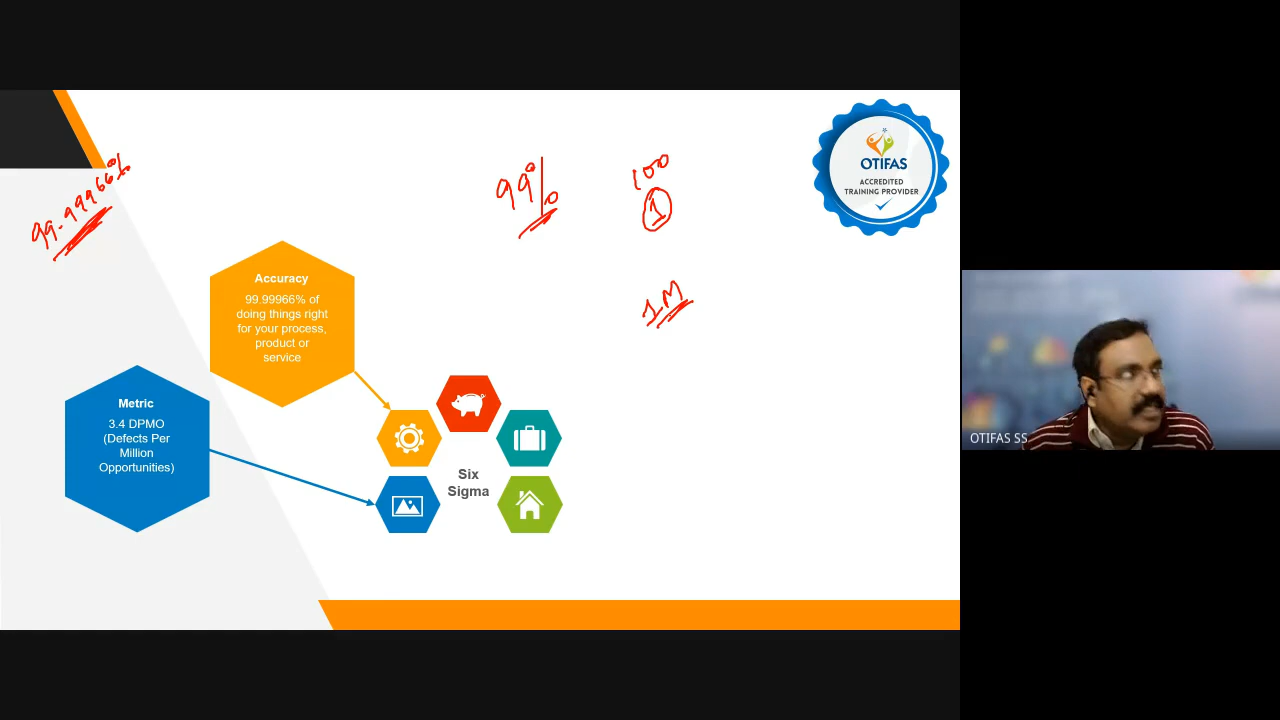 99.99966%
99%
100
1
1M
OTIFAS
ACCREDITED
TRAINING PROVIDER
Accuracy
99.99966% of
doing things right
for your process,
product or
service
Metric
3.4 DPMO
(Defects Per
Million
Opportunities)
Six
Sigma
OTIFAS SS